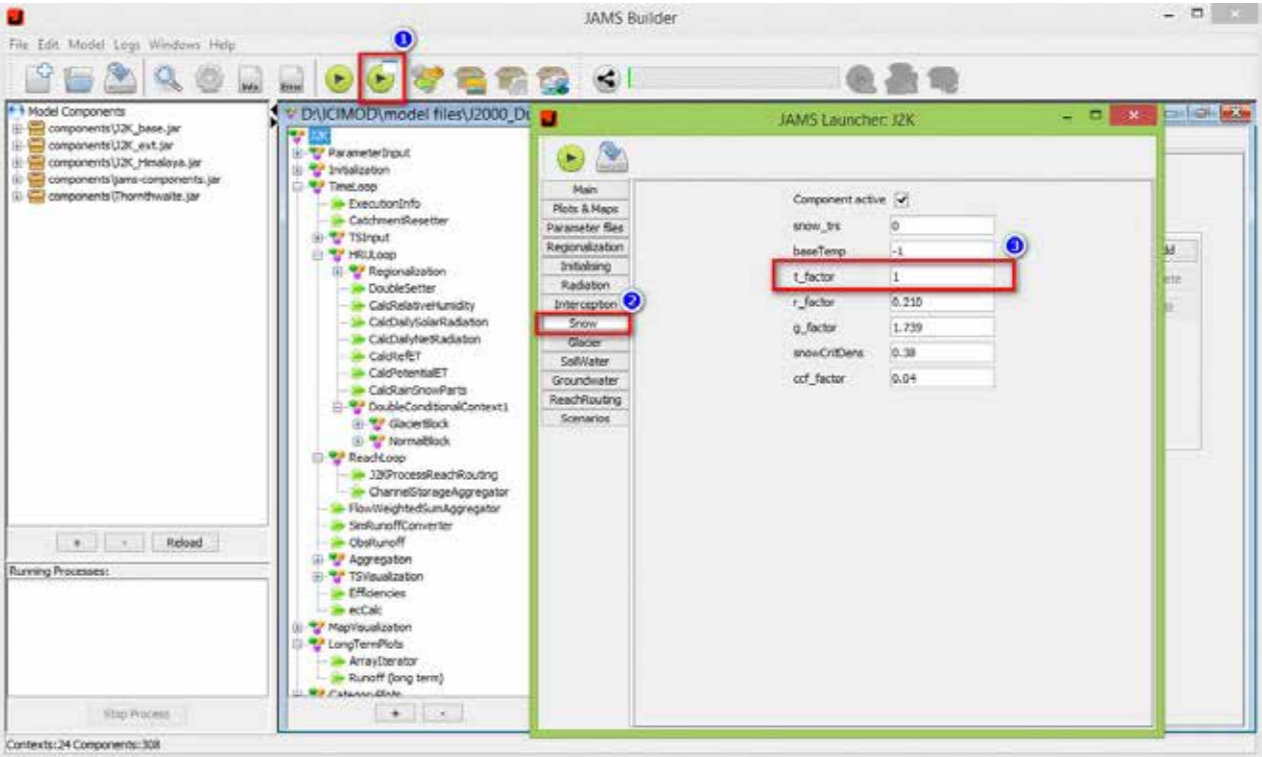 JAMS Builder
File Edit Model Logs Windows Help
1
Info
Error
Model Components
components\J2K_base.jar
components\J2K_ext.jar
components\J2K_Himalaya.jar
components\jams-components.jar
components\Thornthwaite.jar
+ - Reload
Running Processes:
Stop Process
Contexts:24 Components:308
D:\ICIMOD\model files\J2000_Du
J2K
ParameterInput
Initialization
TimeLoop
ExecutionInfo
CatchmentResetter
TSInput
HRULoop
Regionalization
DoubleSetter
CalcRelativeHumidity
CalcDailySolarRadiation
CalcDailyNetRadiation
CalcRefET
CalcPotentialET
CalcRainSnowParts
DoubleConditionalContext1
GlacierBlock
NormalBlock
ReachLoop
J2KProcessReachRouting
ChannelStorageAggregator
FlowWeightedSumAggregator
SimRunoffConverter
ObsRunoff
Aggregation
TSVisualization
Efficiencies
ecCalc
MapVisualization
LongTermPlots
ArrayIterator
Runoff (long term)
CategoryPlots
+ -
JAMS Launcher: J2K
Main
Plots & Maps
Parameter files
Regionalization
Initialising
Radiation
Interception
2
Snow
Glacier
SoilWater
Groundwater
ReachRouting
Scenarios
Component active
snow_trs 0
baseTemp -1
3
t_factor 1
r_factor 0.210
g_factor 1.739
snowCritDens 0.38
ccf_factor 0.04